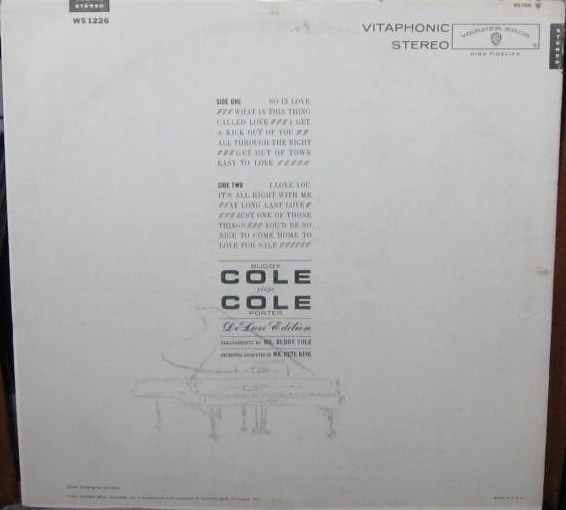 STEREO
WS 1226
WS 1226
VITAPHONIC
STEREO
WARNER BROS
HIGH FIDELITY
STEREO
SIDE ONE SO IN LOVE
/// WHAT IS THIS THING
CALLED LOVE /// I GET
A KICK OUT OF YOU //
ALL THROUGH THE NIGHT
/// GET OUT OF TOWN
EASY TO LOVE /////
SIDE TWO I LOVE YOU
IT'S ALL RIGHT WITH ME
// AT LONG LAST LOVE //
/// JUST ONE OF THOSE
THINGS /// YOU'D BE SO
NICE TO COME HOME TO
LOVE FOR SALE //////
BUDDY
COLE
plays
COLE
PORTER
DeLuxe Edition
ARRANGEMENTS BY MR. BUDDY COLE
ORCHESTRA CONDUCTED BY MR. PETE KING